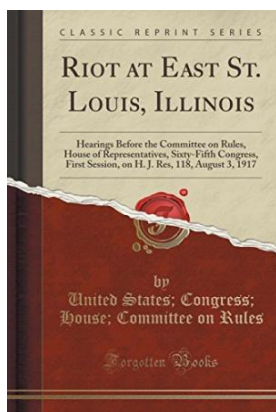 CLASSIC REPRINT SERIES
RIOT AT EAST ST.
LOUIS, ILLINOIS
Hearings Before the Committee on Rules,
House of Representatives, Sixty-Fifth Congress,
First Session, on H. J. Res, 118, August 3, 1917
by
United States; Congress;
House; Committee on Rules
Forgotten Books